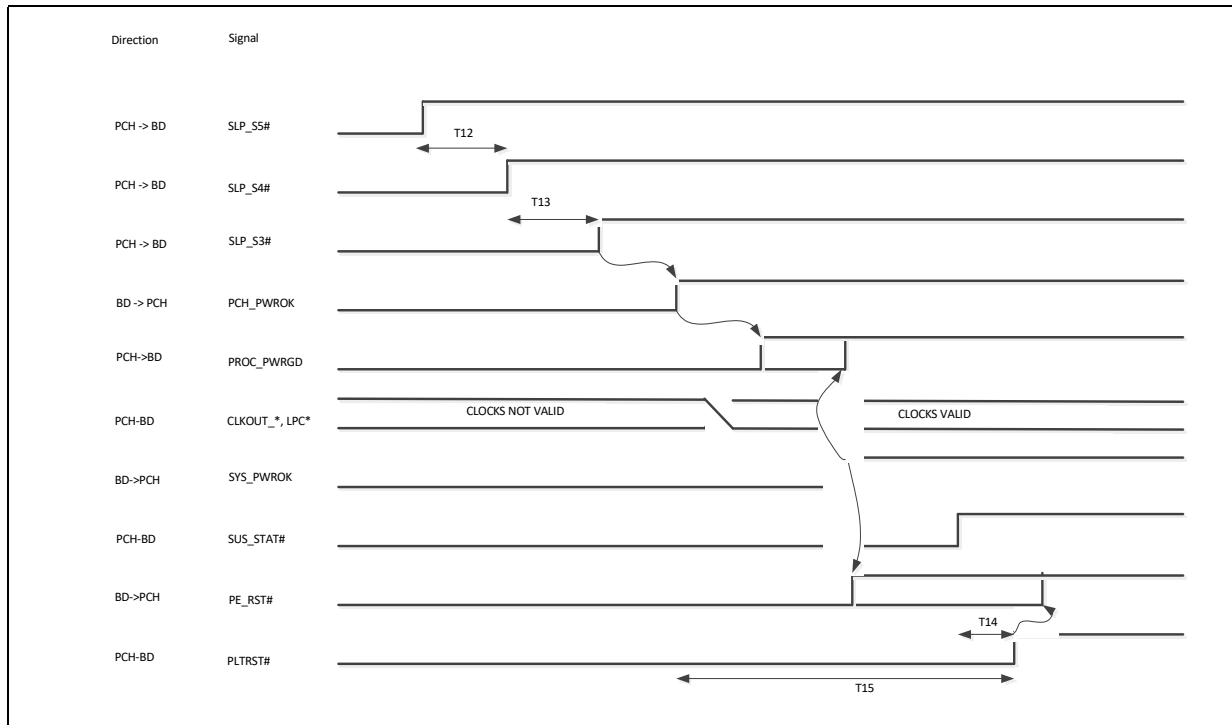 Direction Signal
PCH -> BD SLP_S5#
T12
PCH -> BD SLP_S4#
T13
PCH -> BD SLP_S3#
BD -> PCH PCH_PWROK
PCH->BD PROC_PWRGD
PCH-BD CLKOUT_*, LPC* CLOCKS NOT VALID CLOCKS VALID
BD->PCH SYS_PWROK
PCH-BD SUS_STAT#
BD->PCH PE_RST#
T14
PCH-BD PLTRST#
T15